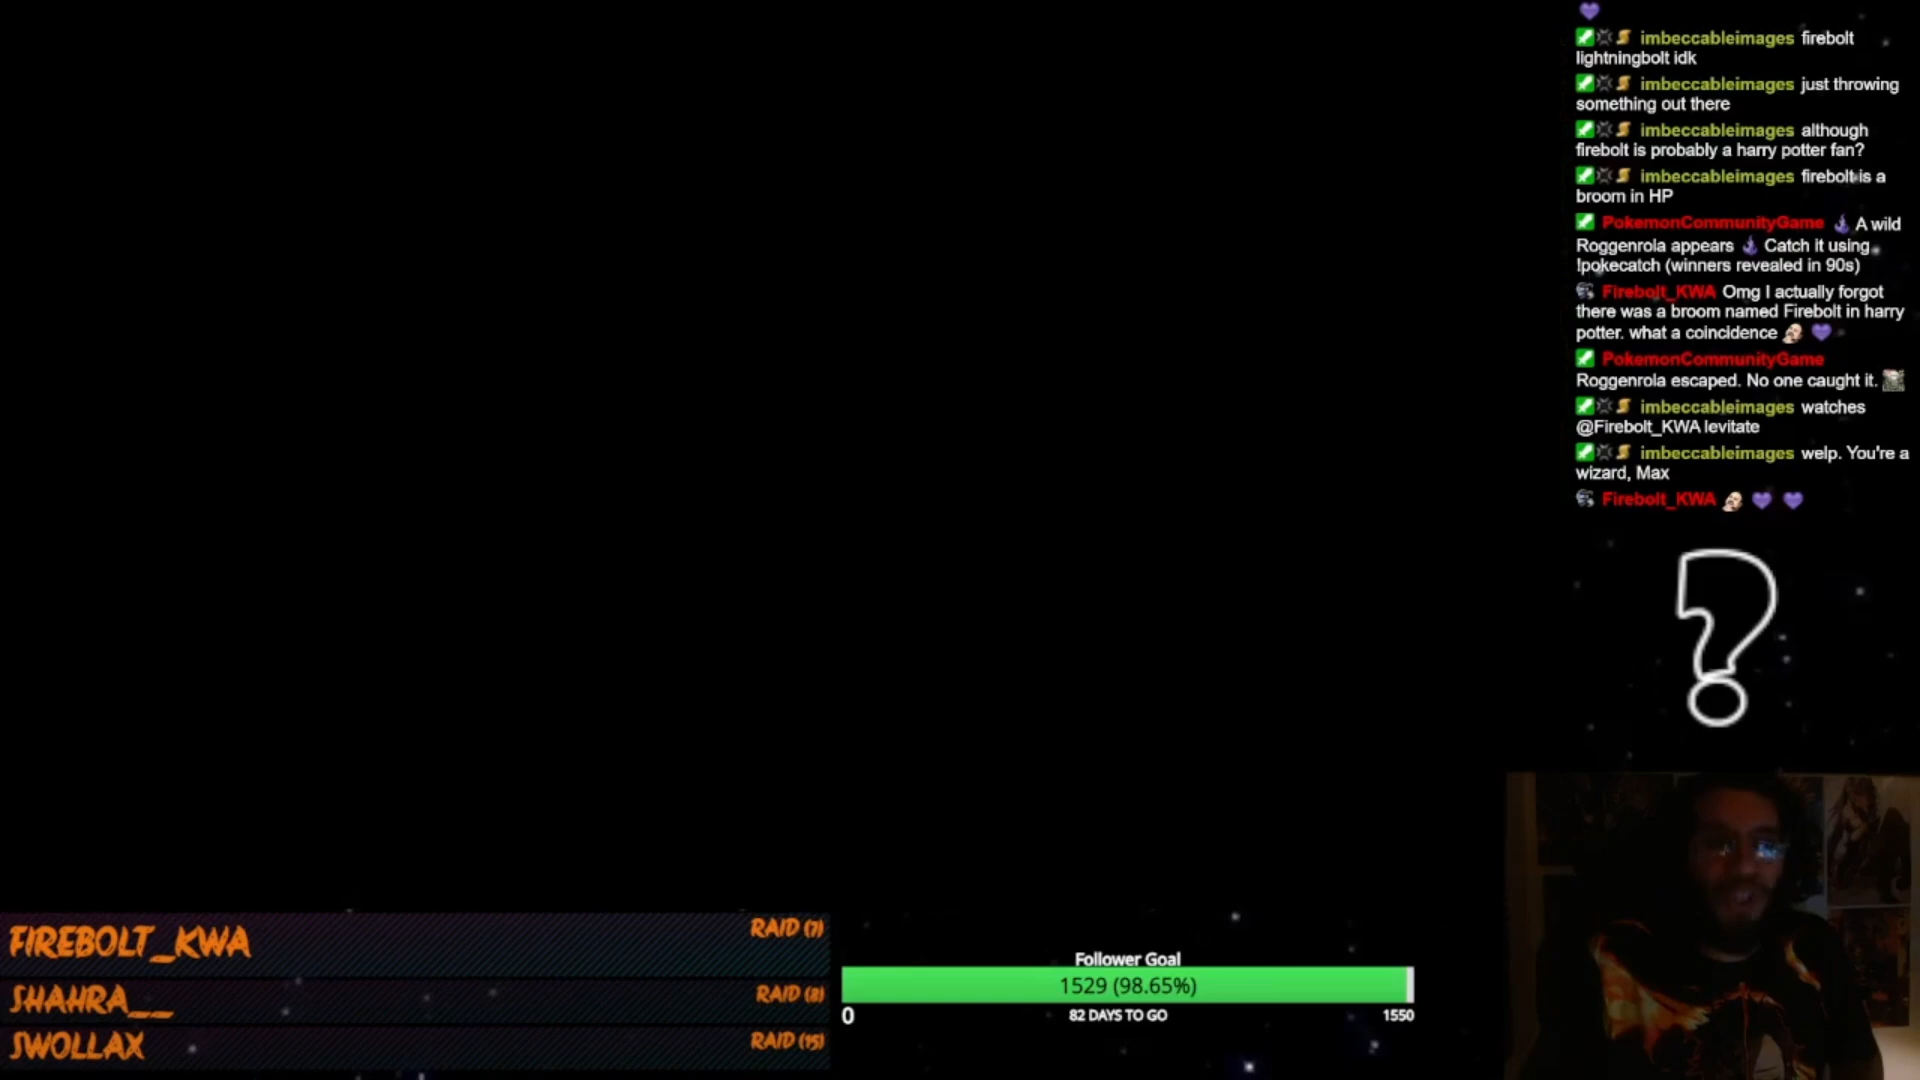 imbeccableimages firebolt
lightningbolt idk
imbeccableimages just throwing
something out there
imbeccableimages although
firebolt is probably a harry potter fan?
imbeccableimages firebolt is a
broom in HP
PokemonCommunityGame A wild
Roggenrola appears Catch it using
!pokecatch (winners revealed in 90s)
Firebolt_KWA Omg I actually forgot
there was a broom named Firebolt in harry
potter. what a coincidence
PokemonCommunityGame
Roggenrola escaped. No one caught it.
imbeccableimages watches
@Firebolt_KWA levitate
imbeccableimages welp. You're a
wizard, Max
Firebolt_KWA
?
FIREBOLT_KWA RAID (7)
SHAHRA__ RAID (8)
SWOLLAX RAID (15)
Follower Goal
1529 (98.65%)
0 82 DAYS TO GO 1550